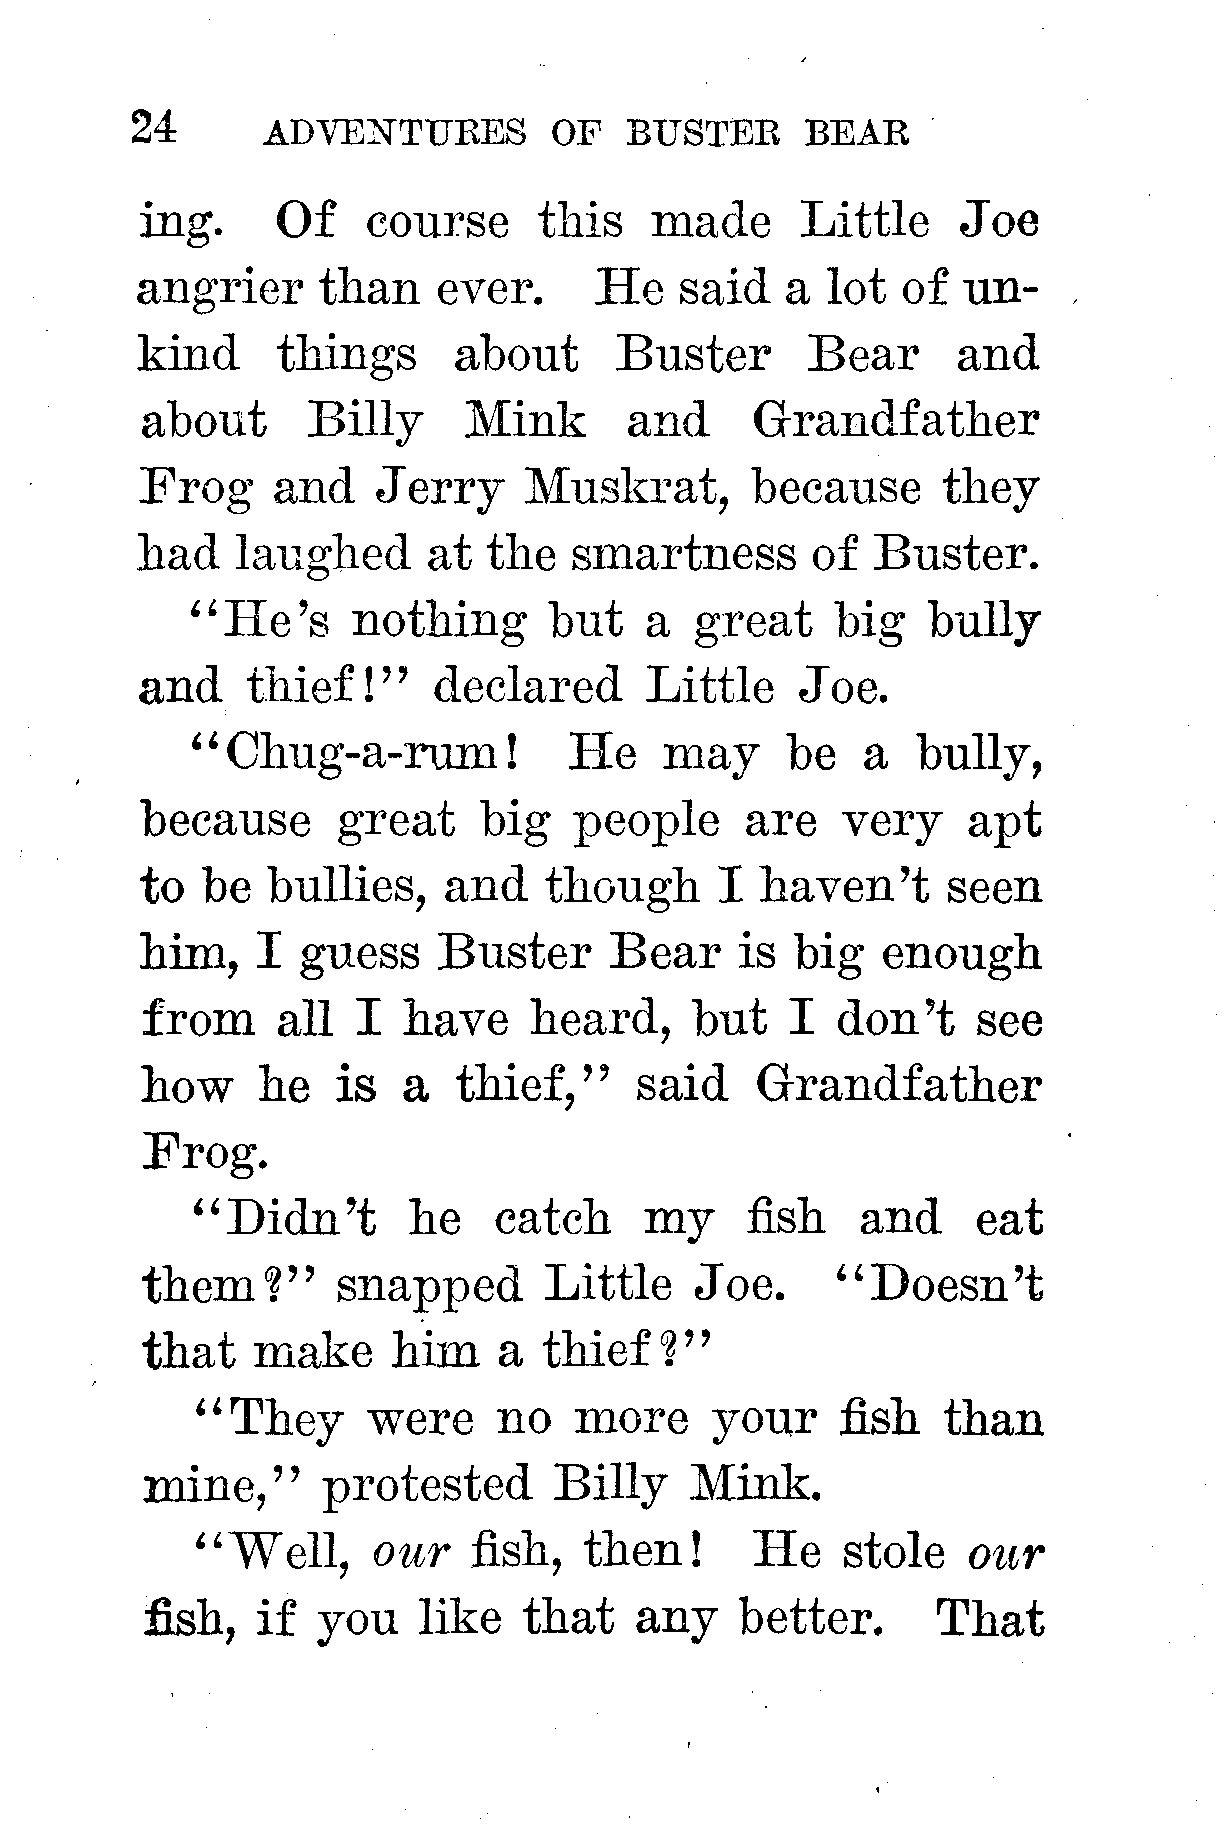 24 ADVENTURES OF BUSTER BEAR
ing. Of course this made Little Joe
angrier than ever. He said a lot of un-
kind things about Buster Bear and
about Billy Mink and Grandfather
Frog and Jerry Muskrat, because they
had laughed at the smartness of Buster.
"He's nothing but a great big bully
and thief!" declared Little Joe.
"Chug-a-rum! He may be a bully,
because great big people are very apt
to be bullies, and though I haven't seen
him, I guess Buster Bear is big enough
from all I have heard, but I don't see
how he is a thief," said Grandfather
Frog.
"Didn't he catch my fish and eat
them?" snapped Little Joe. "Doesn't
that make him a thief?"
"They were no more your fish than
mine," protested Billy Mink.
"Well, our fish, then! He stole our
fish, if you like that any better. That